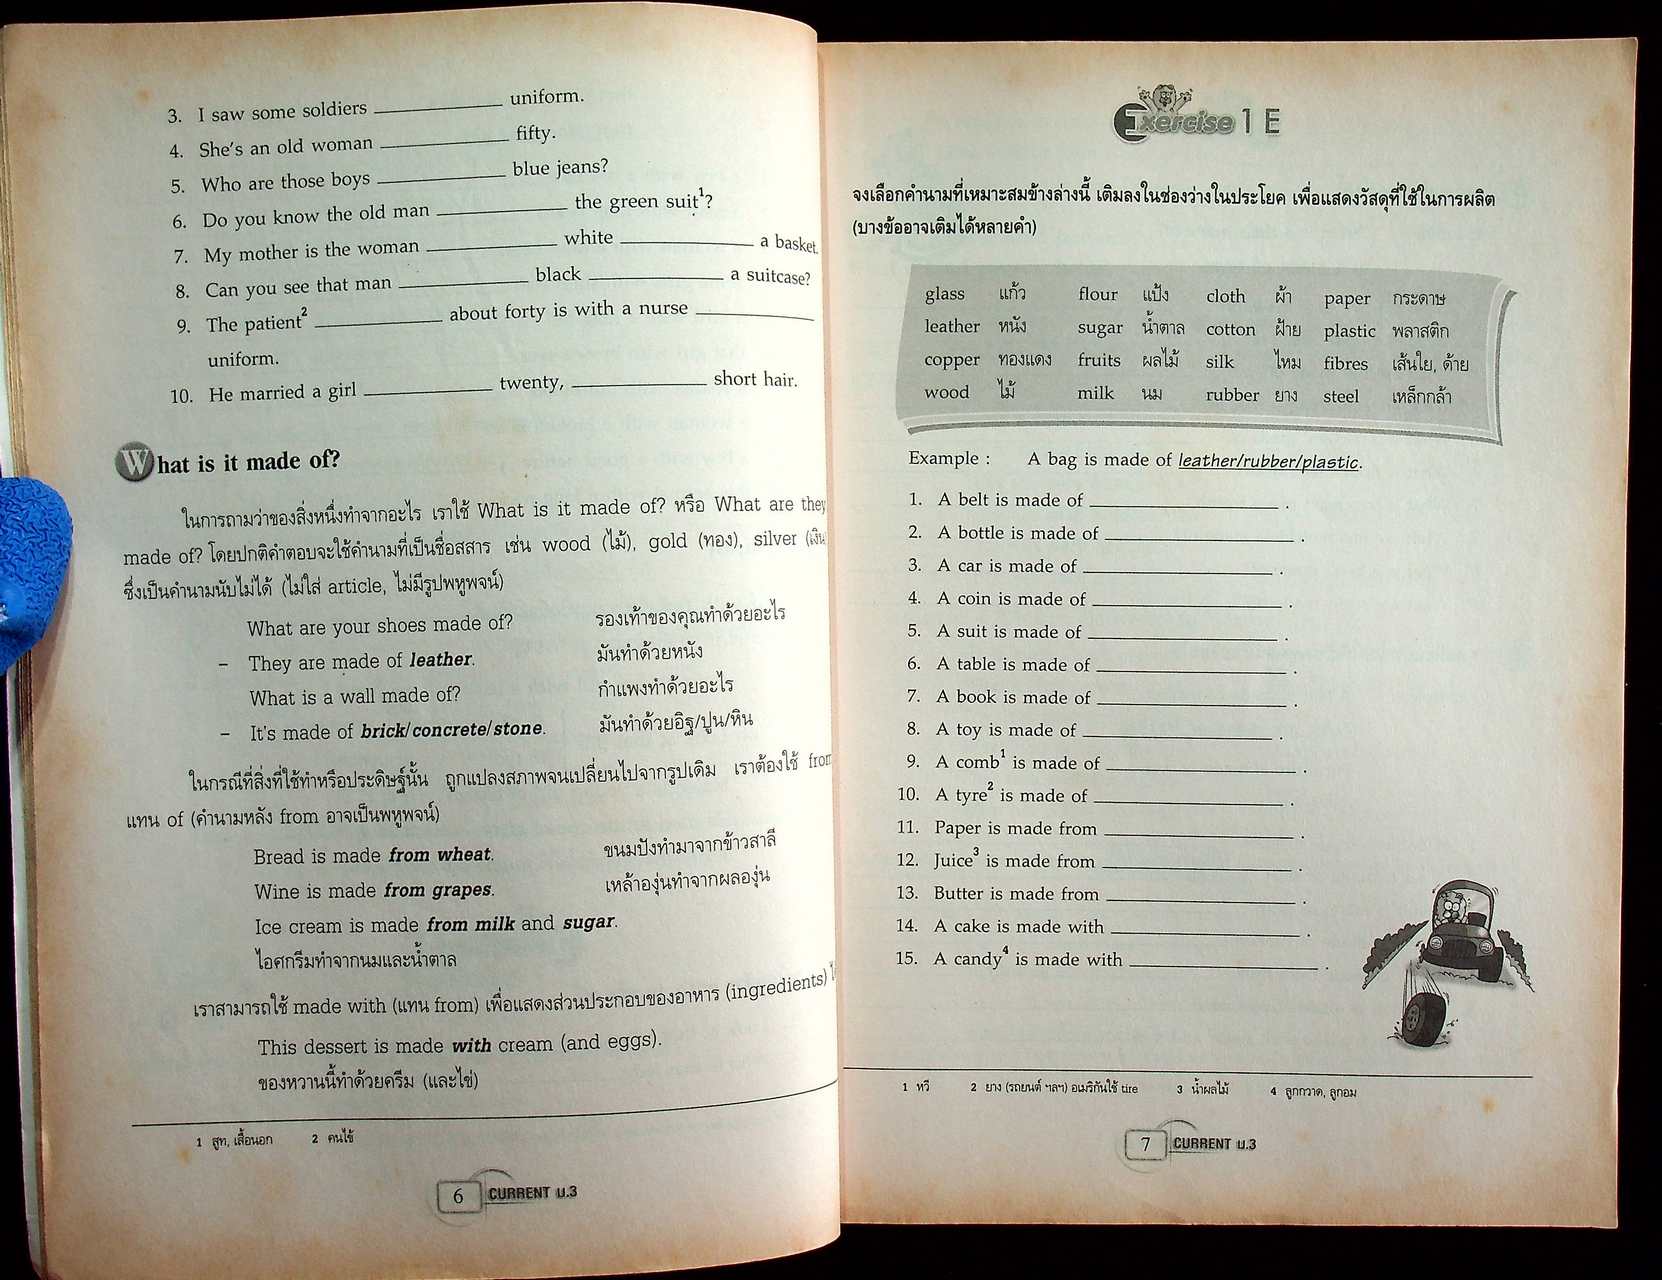 3. I saw some soldiers ____________ uniform.
4. She's an old woman ____________ fifty.
5. Who are those boys ____________ blue jeans?
6. Do you know the old man ____________ the green suit¹?
7. My mother is the woman ____________ white ____________ a basket.
8. Can you see that man ____________ black ____________ a suitcase?
9. The patient² ____________ about forty is with a nurse ____________
uniform.
10. He married a girl ____________ twenty, ____________ short hair.
What is it made of?
ในการถามว่าของสิ่งหนึ่งทำจากอะไร เราใช้ What is it made of? หรือ What are they
made of? โดยปกติคำตอบจะใช้คำนามที่เป็นชื่อสสาร เช่น wood (ไม้), gold (ทอง), silver (เงิน)
ซึ่งเป็นคำนามนับไม่ได้ (ไม่ใส่ article, ไม่มีรูปพหูพจน์)
What are your shoes made of? รองเท้าของคุณทำด้วยอะไร
– They are made of leather. มันทำด้วยหนัง
What is a wall made of? กำแพงทำด้วยอะไร
– It's made of brick/concrete/stone. มันทำด้วยอิฐ/ปูน/หิน
ในกรณีที่สิ่งที่ใช้ทำหรือประดิษฐ์นั้น ถูกแปลงสภาพจนเปลี่ยนไปจากรูปเดิม เราต้องใช้ from
แทน of (คำนามหลัง from อาจเป็นพหูพจน์)
Bread is made from wheat. ขนมปังทำมาจากข้าวสาลี
Wine is made from grapes. เหล้าองุ่นทำจากผลองุ่น
Ice cream is made from milk and sugar.
ไอศกรีมทำจากนมและน้ำตาล
เราสามารถใช้ made with (แทน from) เพื่อแสดงส่วนประกอบของอาหาร (ingredients)
This dessert is made with cream (and eggs).
ของหวานนี้ทำด้วยครีม (และไข่)
1 สูท, เสื้อนอก 2 คนไข้
6 CURRENT ม.3
Exercise 1 E
จงเลือกคำนามที่เหมาะสมข้างล่างนี้ เติมลงในช่องว่างในประโยค เพื่อแสดงวัสดุที่ใช้ในการผลิต
(บางข้ออาจเติมได้หลายคำ)
glass แก้ว flour แป้ง cloth ผ้า paper กระดาษ
leather หนัง sugar น้ำตาล cotton ฝ้าย plastic พลาสติก
copper ทองแดง fruits ผลไม้ silk ไหม fibres เส้นใย, ด้าย
wood ไม้ milk นม rubber ยาง steel เหล็กกล้า
Example : A bag is made of leather/rubber/plastic.
1. A belt is made of ____________ .
2. A bottle is made of ____________ .
3. A car is made of ____________ .
4. A coin is made of ____________ .
5. A suit is made of ____________ .
6. A table is made of ____________ .
7. A book is made of ____________ .
8. A toy is made of ____________ .
9. A comb¹ is made of ____________ .
10. A tyre² is made of ____________ .
11. Paper is made from ____________ .
12. Juice³ is made from ____________ .
13. Butter is made from ____________ .
14. A cake is made with ____________ .
15. A candy⁴ is made with ____________ .
1 หวี 2 ยาง (รถยนต์ ฯลฯ) อเมริกันใช้ tire 3 น้ำผลไม้ 4 ลูกกวาด, ลูกอม
7 CURRENT ม.3